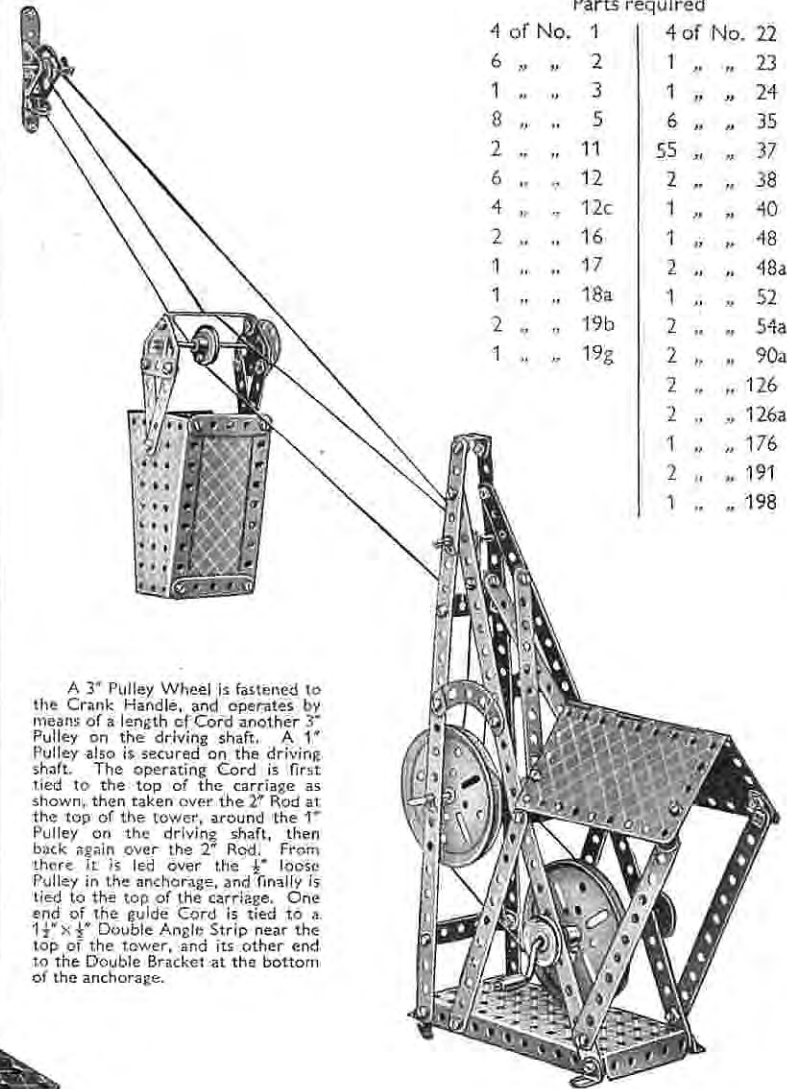 Parts required
4 of No. 1
6 „ „ 2
1 „ „ 3
8 „ „ 5
2 „ „ 11
6 „ „ 12
4 „ „ 12c
2 „ „ 16
1 „ „ 17
1 „ „ 18a
2 „ „ 19b
1 „ „ 19g
4 of No. 22
1 „ „ 23
1 „ „ 24
6 „ „ 35
55 „ „ 37
2 „ „ 38
1 „ „ 40
1 „ „ 48
2 „ „ 48a
1 „ „ 52
2 „ „ 54a
2 „ „ 90a
2 „ „ 126
2 „ „ 126a
1 „ „ 176
2 „ „ 191
1 „ „ 198
A 3″ Pulley Wheel is fastened to
the Crank Handle, and operates by
means of a length of Cord another 3″
Pulley on the driving shaft. A 1″
Pulley also is secured on the driving
shaft. The operating Cord is first
tied to the top of the carriage as
shown, then taken over the 2″ Rod at
the top of the tower, around the 1″
Pulley on the driving shaft, then
back again over the 2″ Rod. From
there it is led over the ½″ loose
Pulley in the anchorage, and finally is
tied to the top of the carriage. One
end of the guide Cord is tied to a
1½″×½″ Double Angle Strip near the
top of the tower, and its other end
to the Double Bracket at the bottom
of the anchorage.